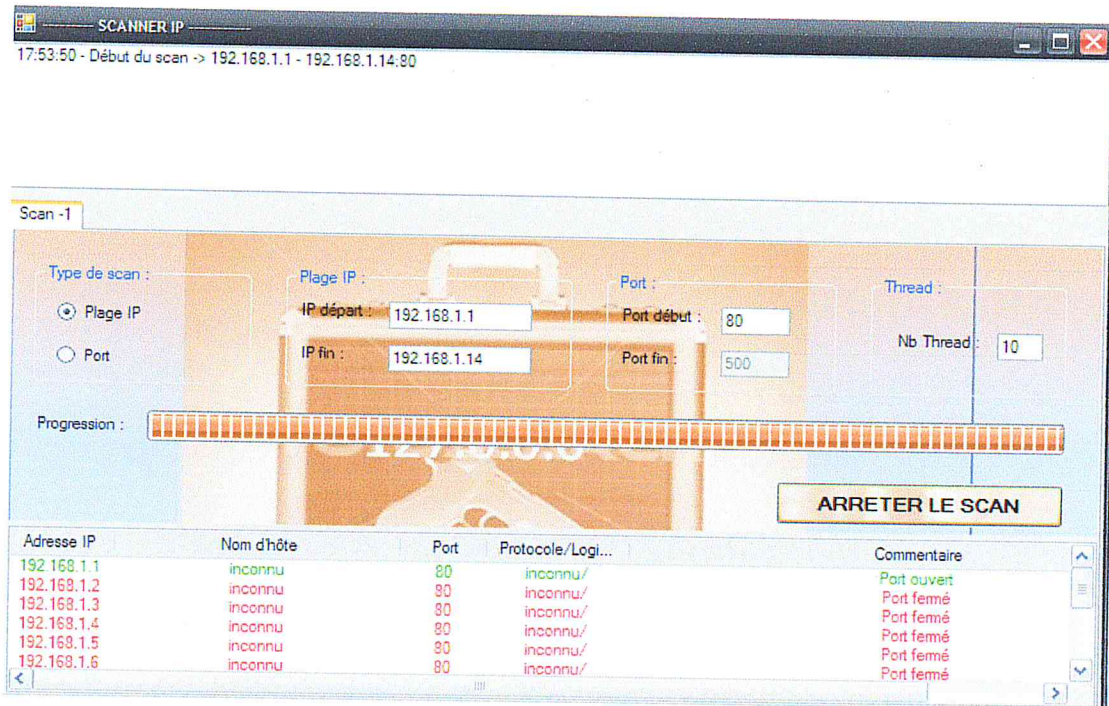 SCANNER IP
17:53:50 - Début du scan -> 192.168.1.1 - 192.168.1.14:80
Scan -1
Type de scan :
Plage IP
Port
Plage IP :
IP départ : 192.168.1.1
IP fin : 192.168.1.14
Port :
Port début : 80
Port fin : 500
Thread :
Nb Thread : 10
Progression :
127.0.0.0
ARRETER LE SCAN
Adresse IP Nom d'hôte Port Protocole/Logi... Commentaire
192.168.1.1 inconnu 80 inconnu/ Port ouvert
192.168.1.2 inconnu 80 inconnu/ Port fermé
192.168.1.3 inconnu 80 inconnu/ Port fermé
192.168.1.4 inconnu 80 inconnu/ Port fermé
192.168.1.5 inconnu 80 inconnu/ Port fermé
192.168.1.6 inconnu 80 inconnu/ Port fermé